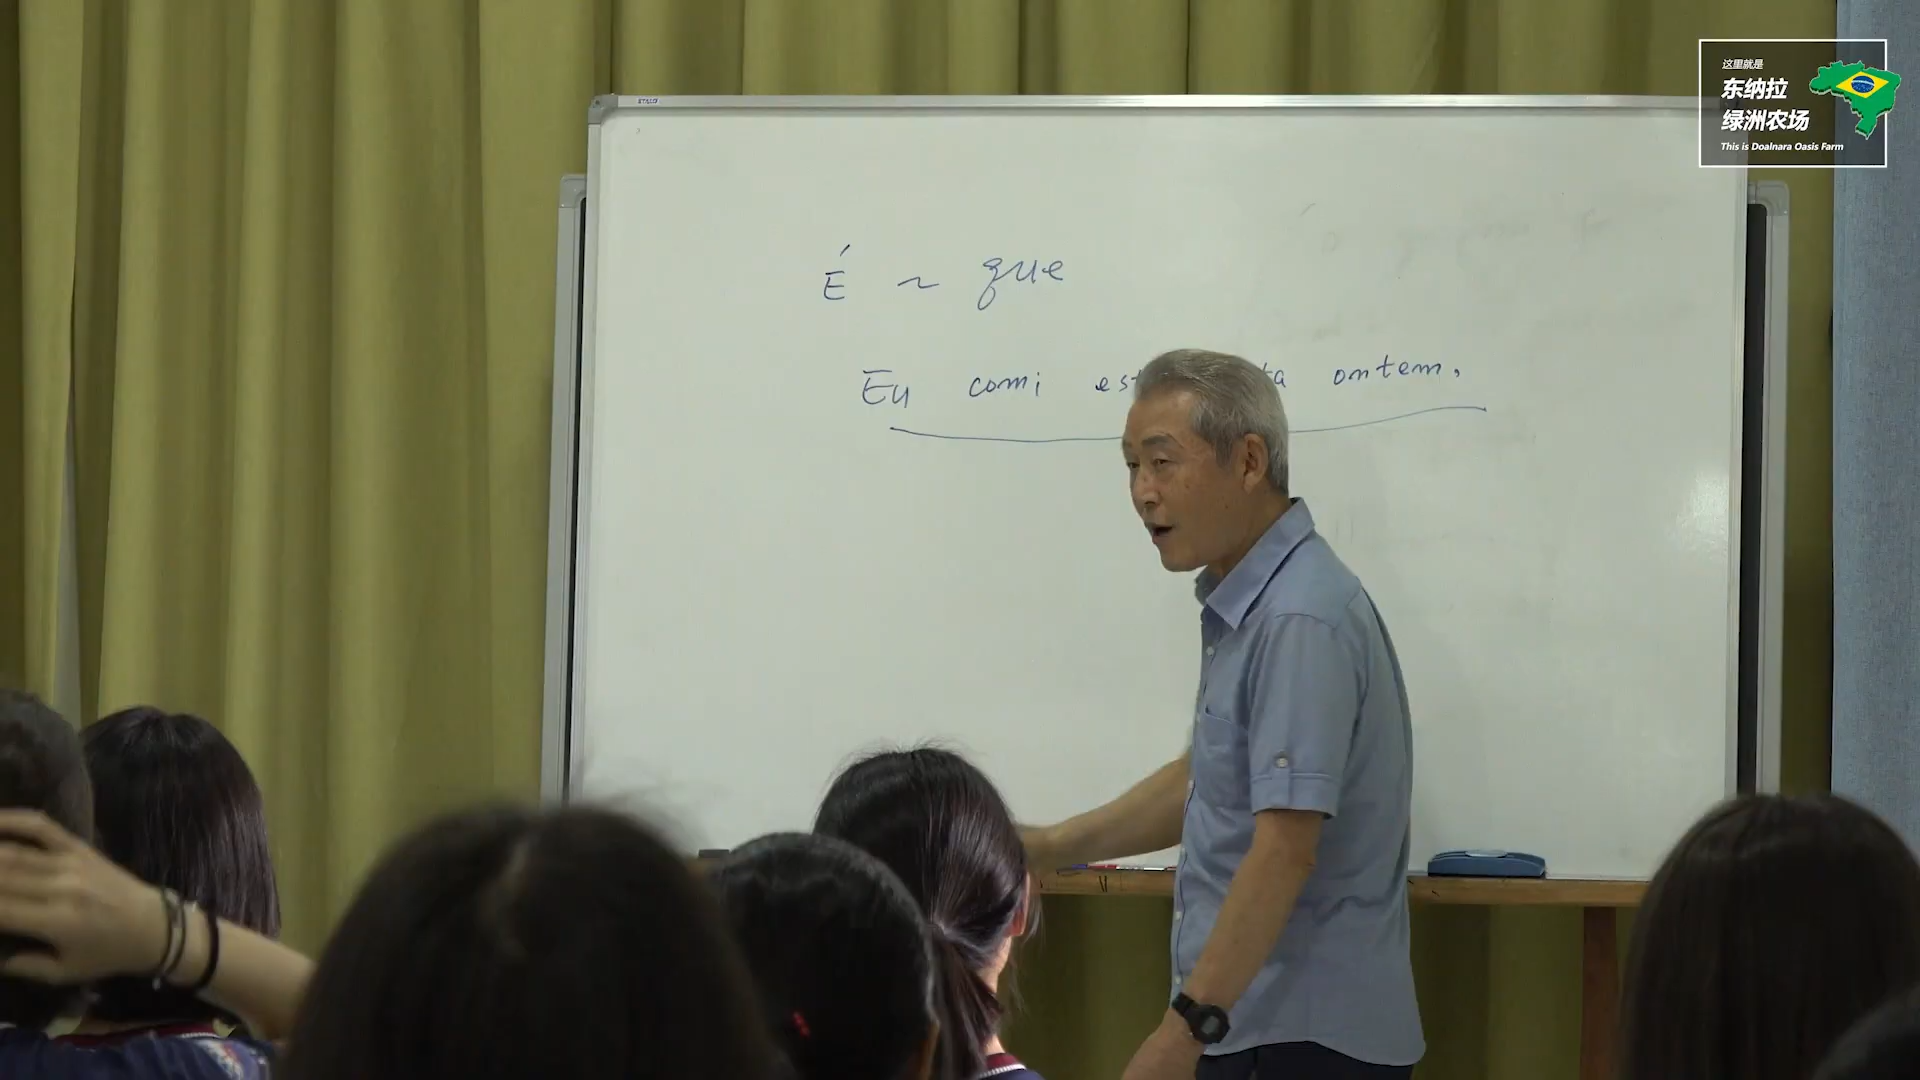 这里就是
东纳拉
绿洲农场
This is Doalnara Oasis Farm
É ~ que
Eu comi ontem,